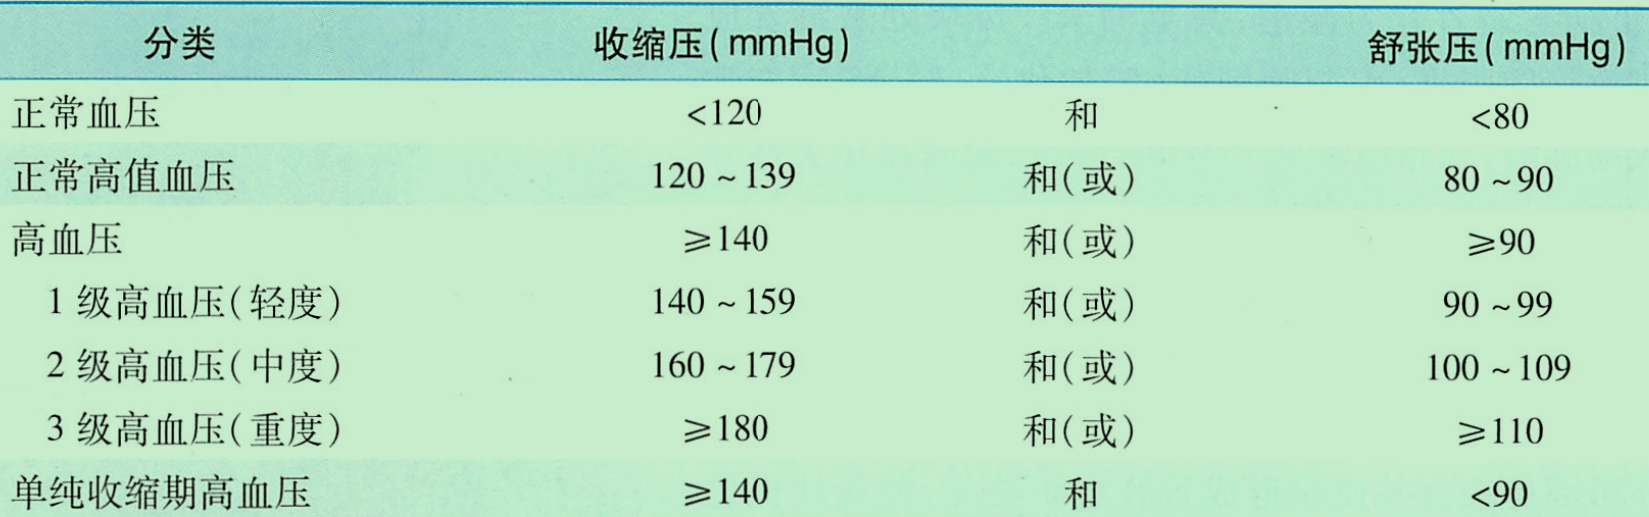 分类 收缩压(mmHg) 舒张压(mmHg)
正常血压 <120 和 <80
正常高值血压 120~139 和(或) 80~90
高血压 ≥140 和(或) ≥90
1级高血压(轻度) 140~159 和(或) 90~99
2级高血压(中度) 160~179 和(或) 100~109
3级高血压(重度) ≥180 和(或) ≥110
单纯收缩期高血压 ≥140 和 <90